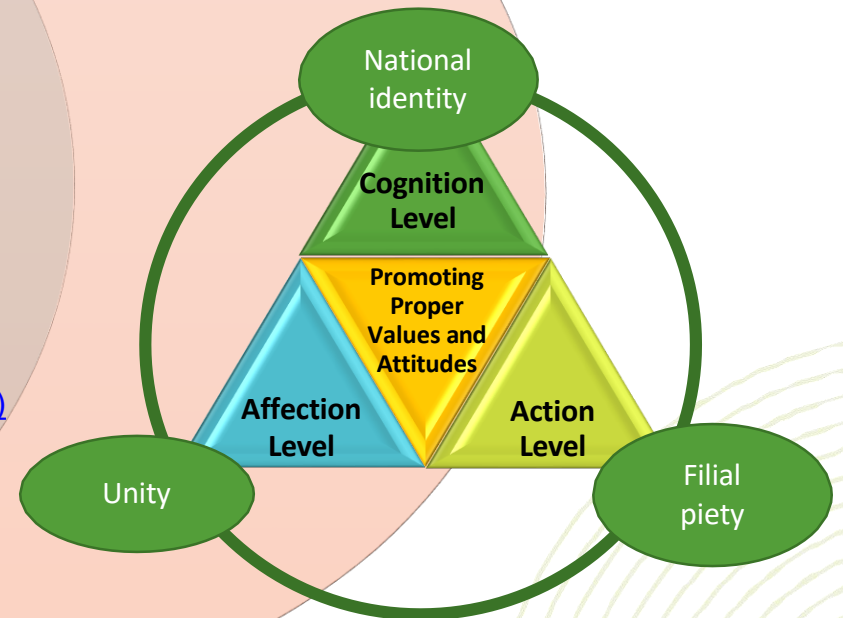 National
identity
Cognition
Level
Promoting
Proper
Values and
Attitudes
)
Affection
Level
Action
Level
Unity
Filial
piety